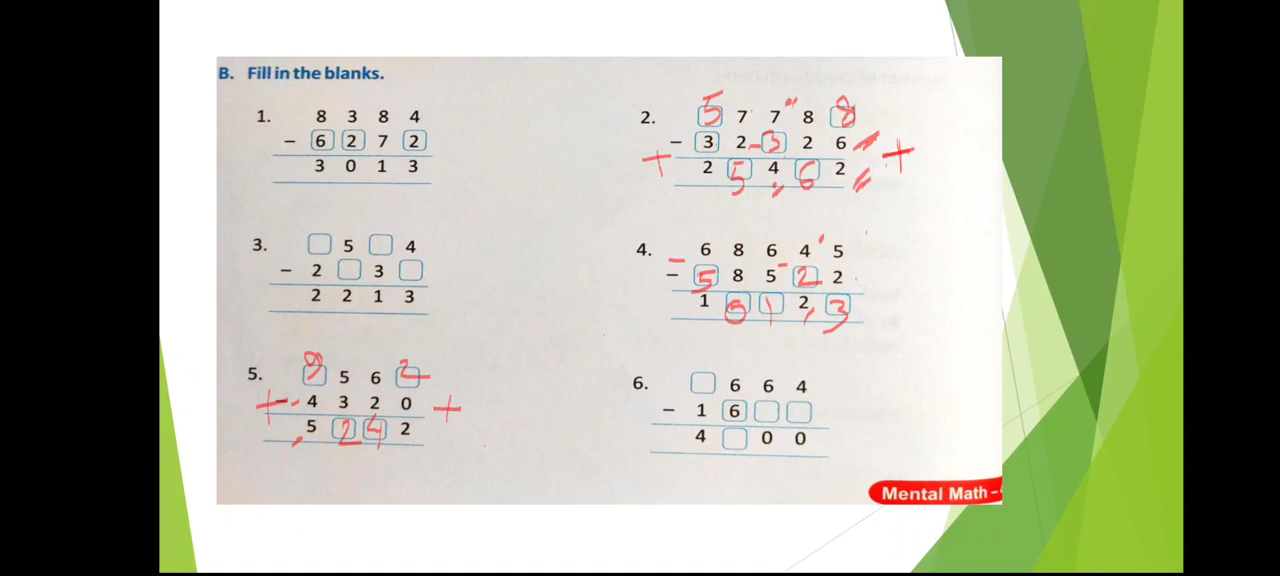 B. Fill in the blanks.
1. 8 3 8 4
− 6 2 7 2
3 0 1 3
2. 5 7 7 8 8
− 3 2 3 2 6
+ 2 5 4 6 2 +
3. 5 4
− 2 3
2 2 1 3
4. 6 8 6 4 5
− 5 8 5 2 2
1 0 1 2 3
5. 9 5 6 2
+ − 4 3 2 0 +
5 2 4 2
6. 6 6 4
− 1 6
4 0 0
Mental Math -